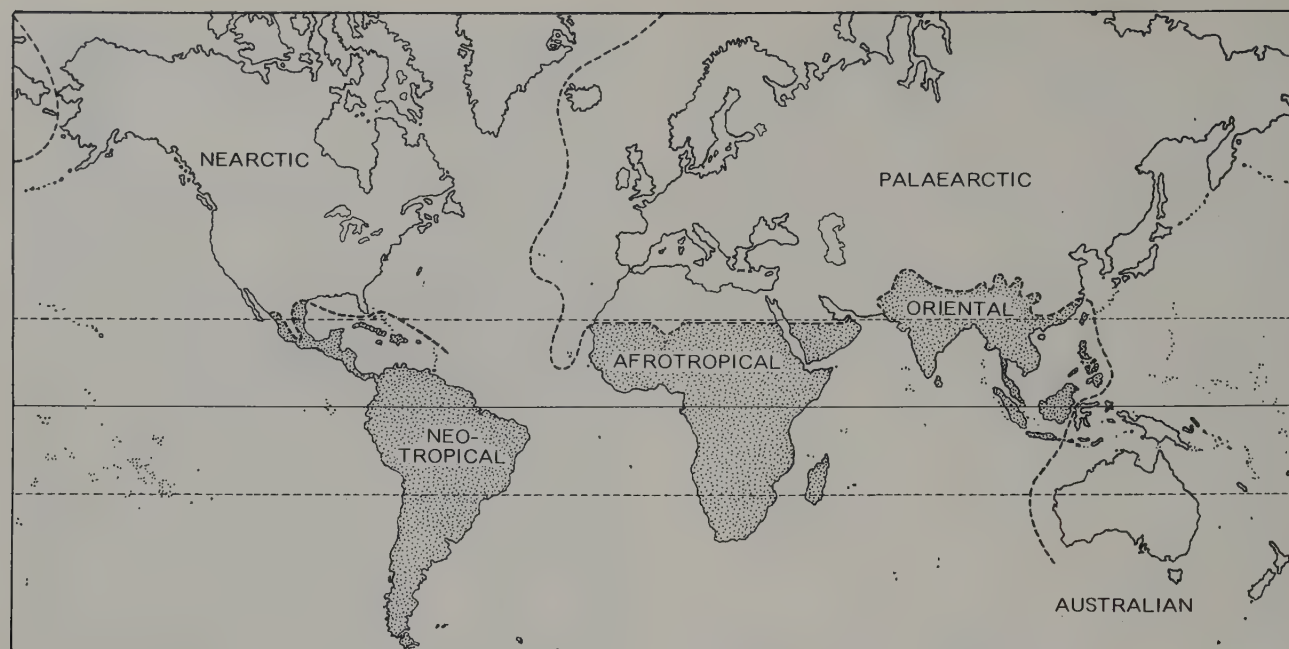 NEARCTIC
PALAEARCTIC
ORIENTAL
AFROTROPICAL
NEO-
TROPICAL
AUSTRALIAN